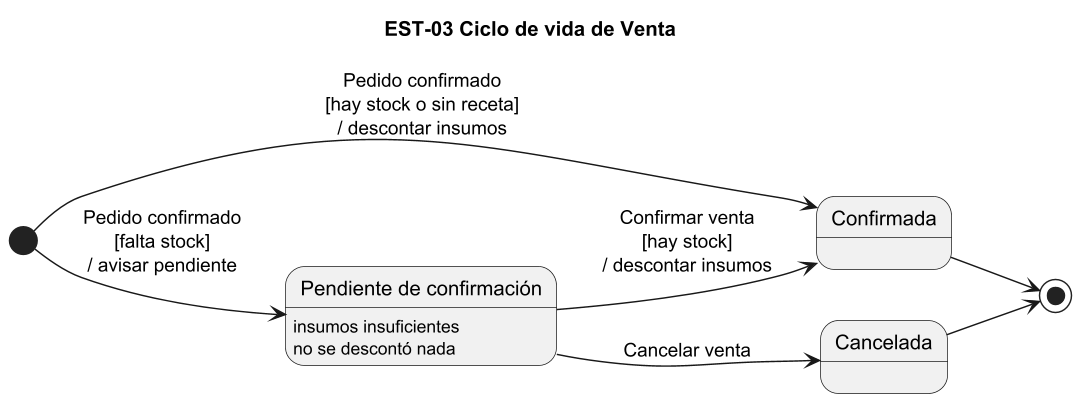 EST-03 Ciclo de vida de Venta
Pedido confirmado
[hay stock o sin receta]
/ descontar insumos
Pedido confirmado
[falta stock]
/ avisar pendiente
Pendiente de confirmación
insumos insuficientes
no se descontó nada
Confirmar venta
[hay stock]
/ descontar insumos
Cancelar venta
Confirmada
Cancelada